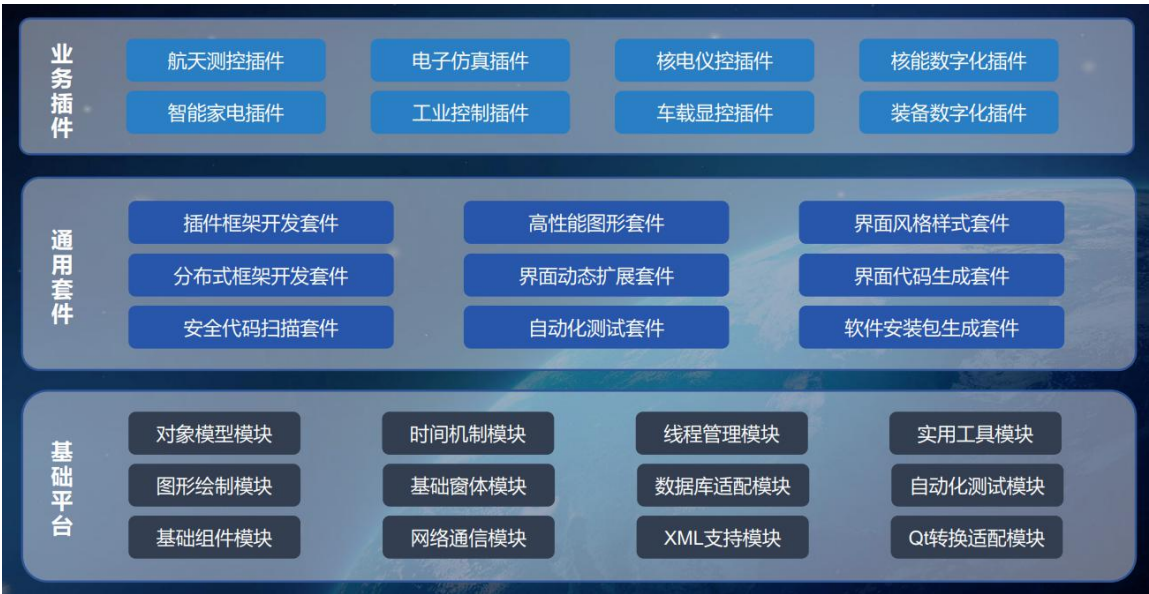 业务插件
航天测控插件 电子仿真插件 核电仪控插件 核能数字化插件
智能家电插件 工业控制插件 车载显控插件 装备数字化插件
通用套件
插件框架开发套件 高性能图形套件 界面风格样式套件
分布式框架开发套件 界面动态扩展套件 界面代码生成套件
安全代码扫描套件 自动化测试套件 软件安装包生成套件
基础平台
对象模型模块 时间机制模块 线程管理模块 实用工具模块
图形绘制模块 基础窗体模块 数据库适配模块 自动化测试模块
基础组件模块 网络通信模块 XML支持模块 Qt转换适配模块